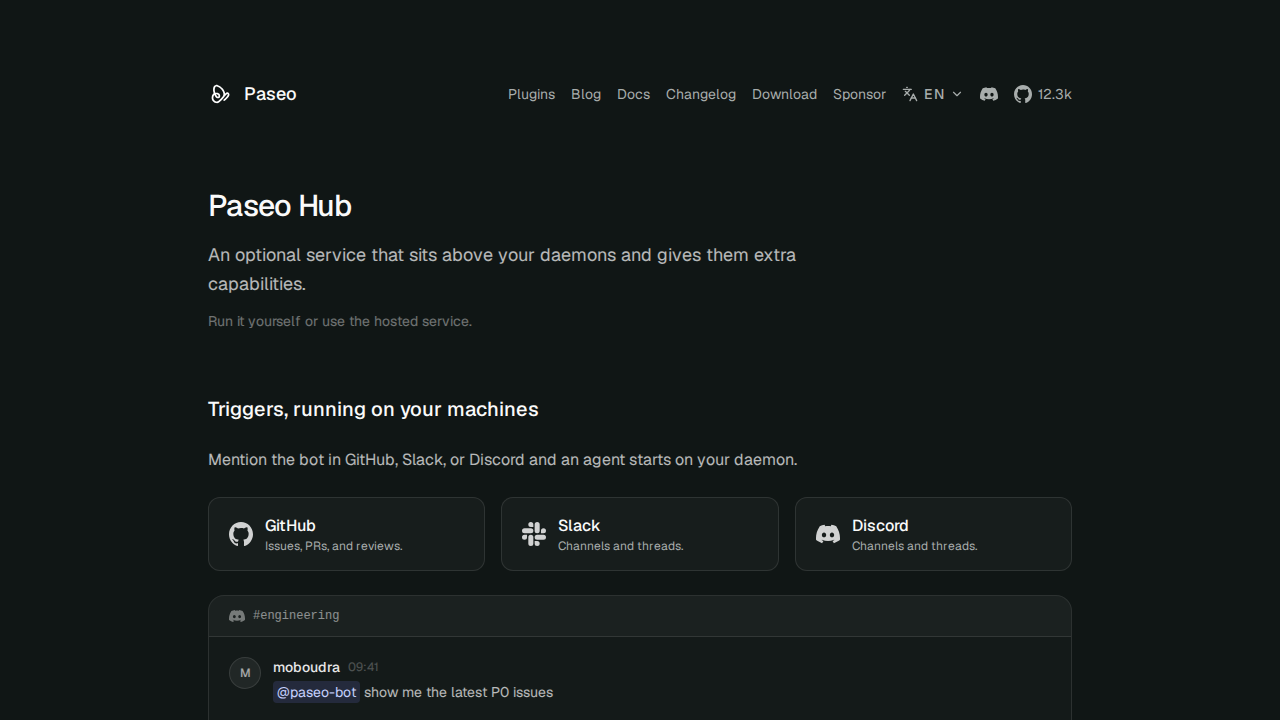 Paseo
Plugins Blog Docs Changelog Download Sponsor EN 12.3k
Paseo Hub
An optional service that sits above your daemons and gives them extra
capabilities.
Run it yourself or use the hosted service.
Triggers, running on your machines
Mention the bot in GitHub, Slack, or Discord and an agent starts on your daemon.
GitHub
Issues, PRs, and reviews.
Slack
Channels and threads.
Discord
Channels and threads.
#engineering
M
moboudra 09:41
@paseo-bot show me the latest P0 issues